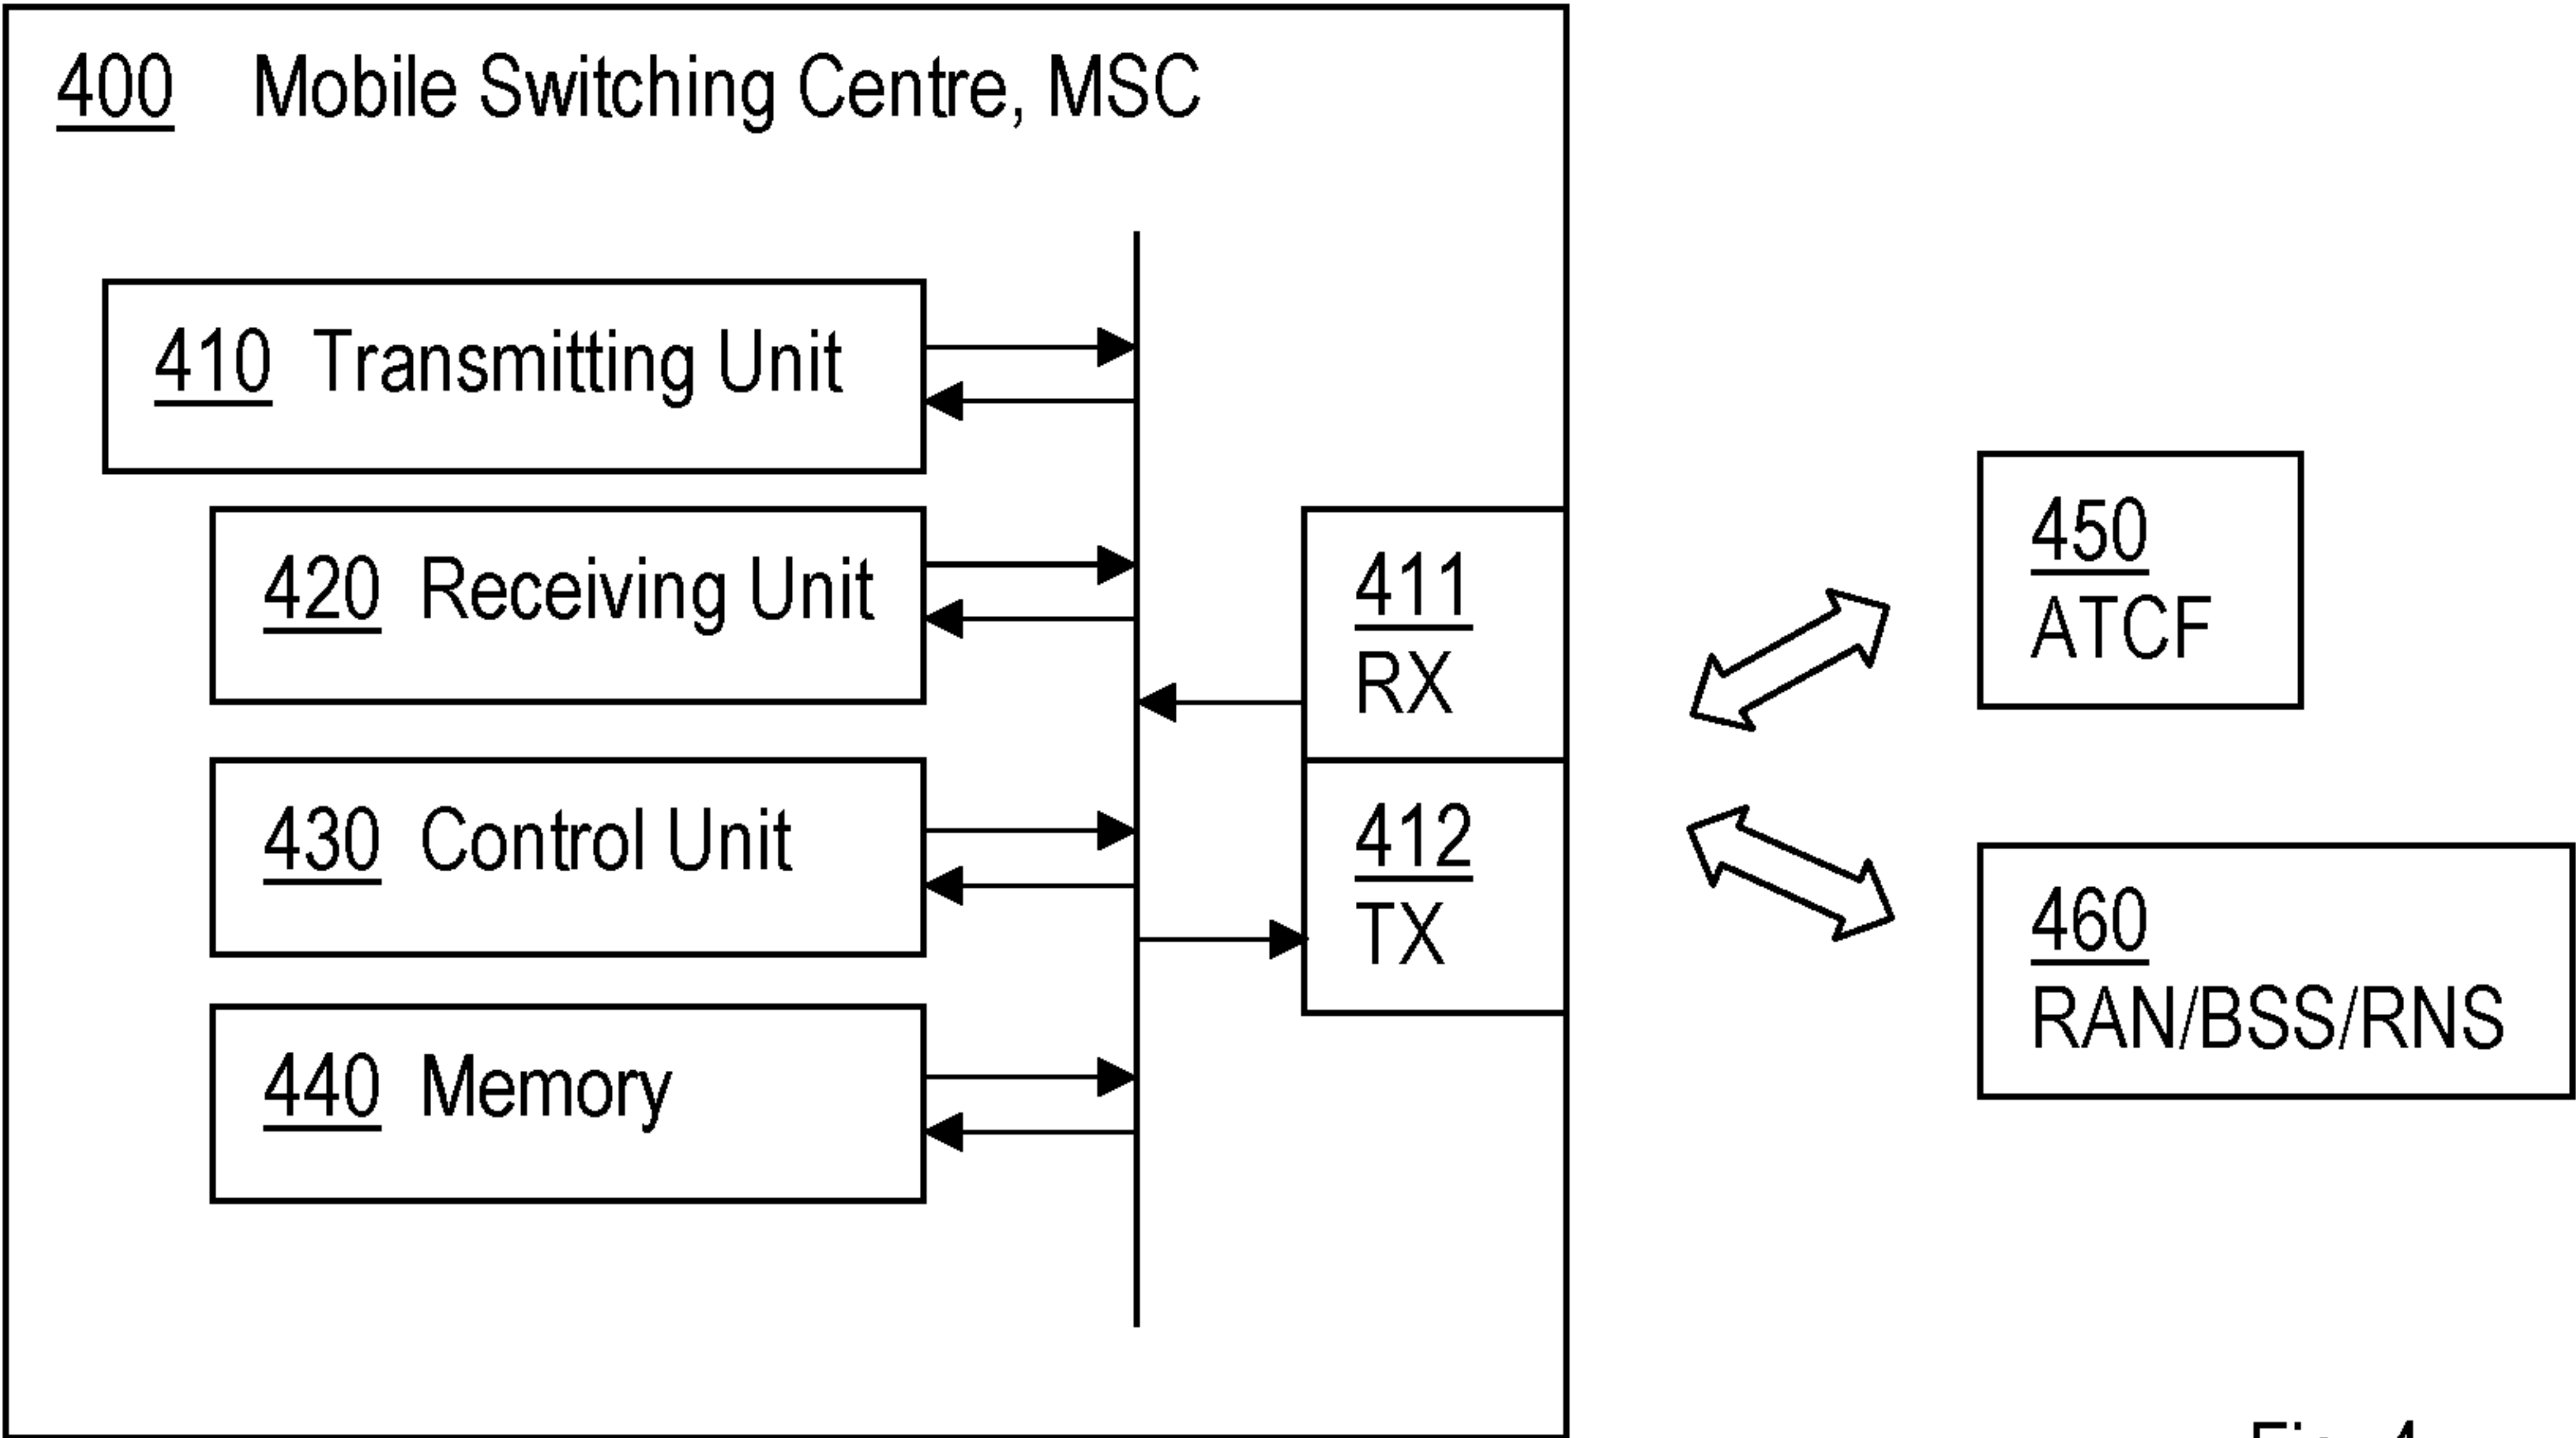 400 Mobile Switching Centre, MSC
410 Transmitting Unit
420 Receiving Unit
430 Control Unit
440 Memory
411
RX
412
TX
450
ATCF
460
RAN/BSS/RNS